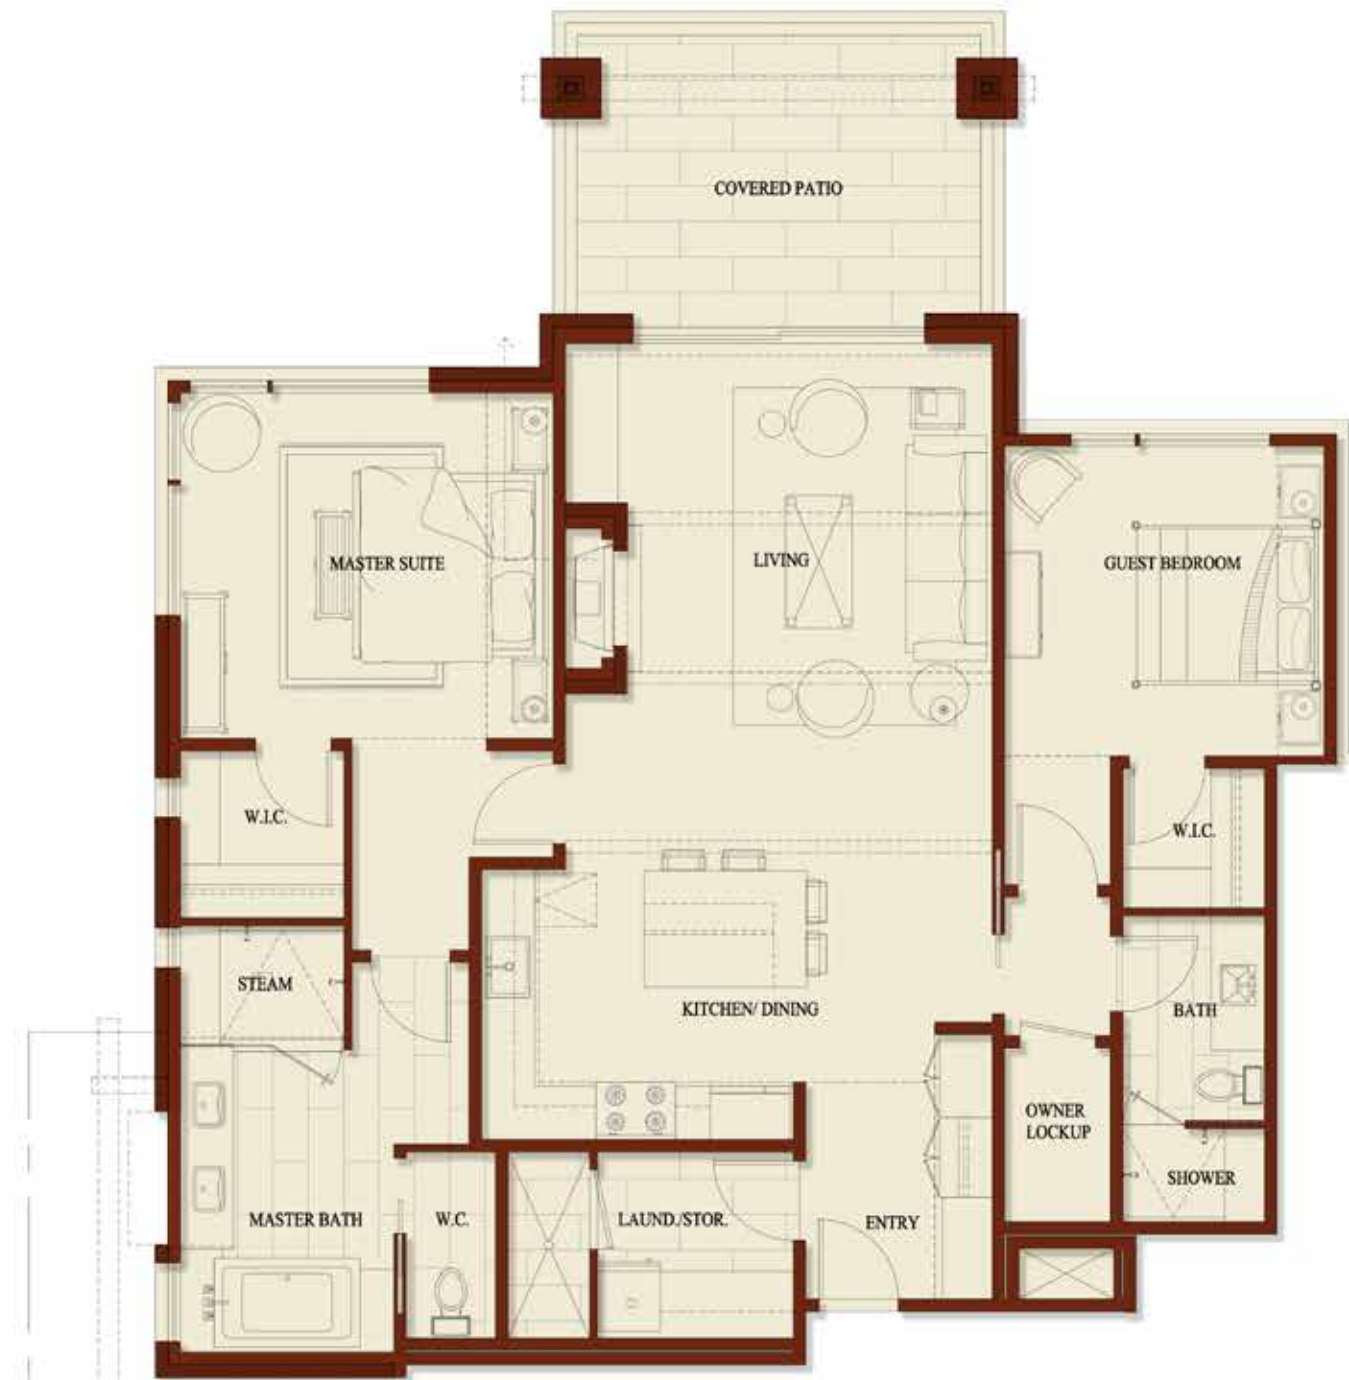 COVERED PATIO
MASTER SUITE
LIVING
GUEST BEDROOM
W.I.C.
W.I.C.
STEAM
KITCHEN/ DINING
BATH
OWNER
LOCKUP
SHOWER
MASTER BATH
W.C.
LAUND./STOR.
ENTRY